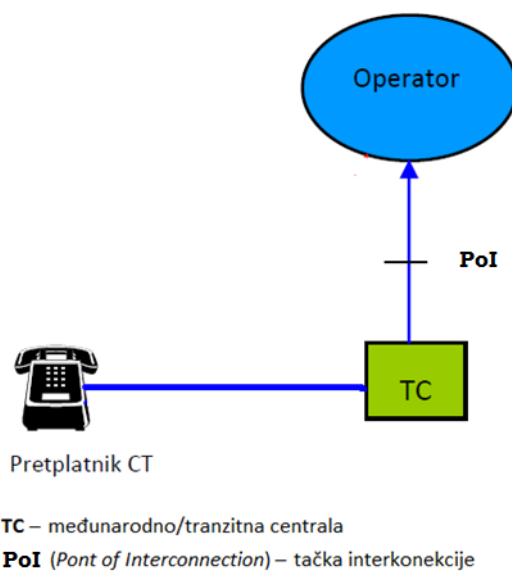 Operator
PoI
TC
Pretplatnik CT
TC – međunarodno/tranzitna centrala
PoI (Pont of Interconnection) – tačka interkonekcije